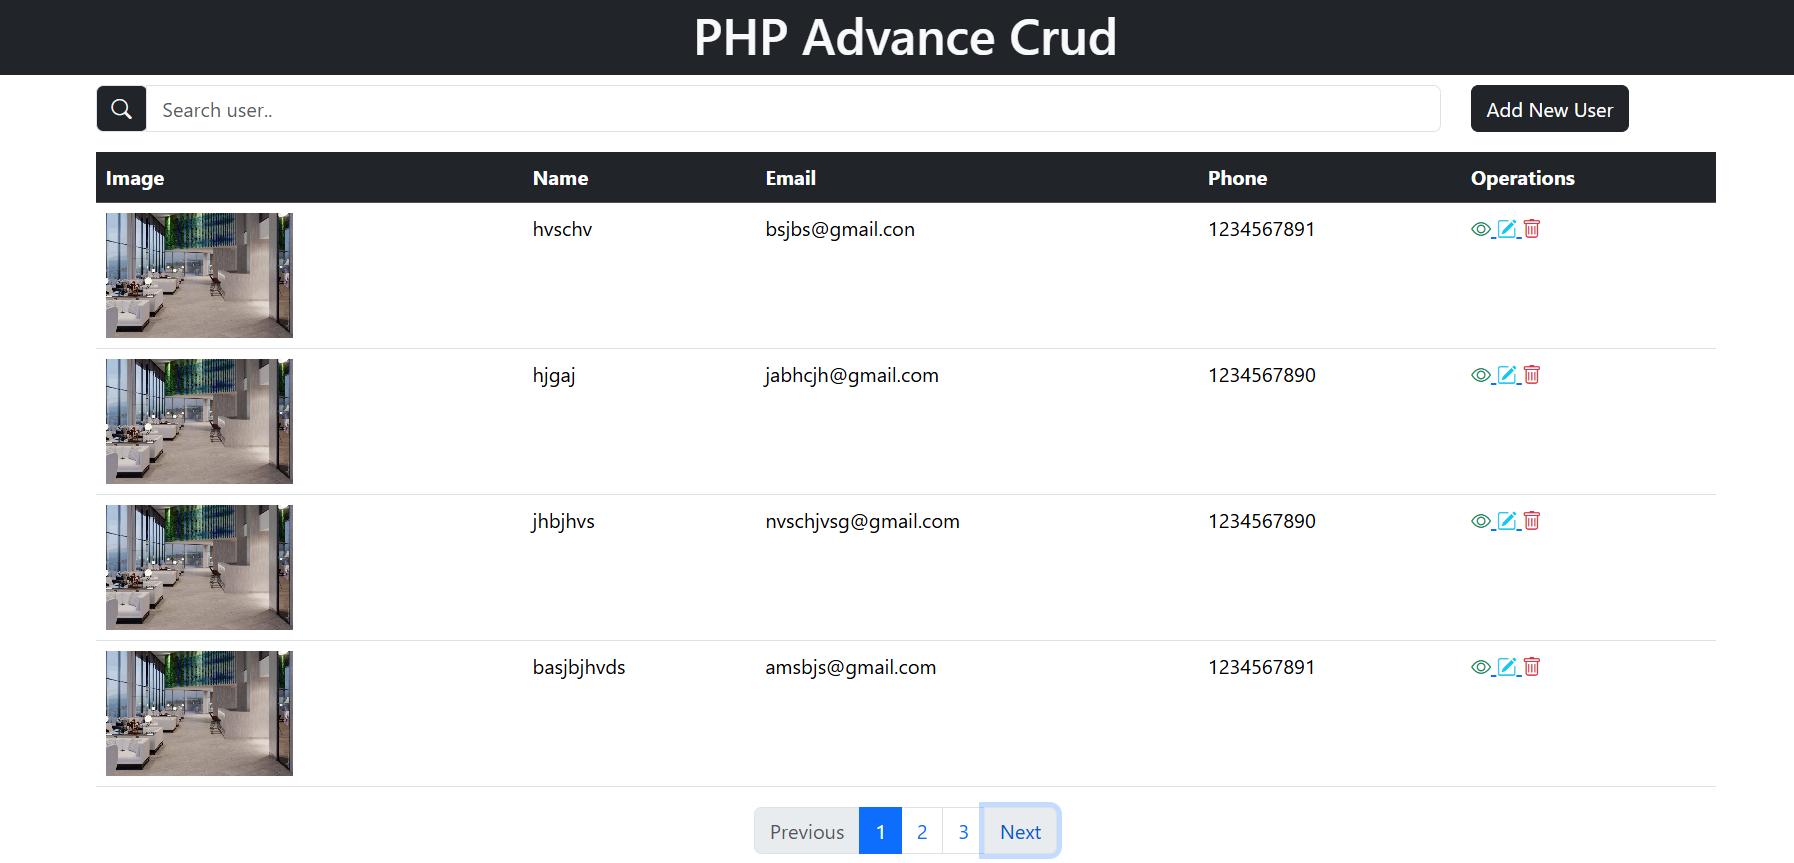 PHP Advance Crud
Search user..
Add New User
Image Name Email Phone Operations
hvschv bsjbs@gmail.con 1234567891
hjgaj jabhcjh@gmail.com 1234567890
jhbjhvs nvschjvsg@gmail.com 1234567890
basjbjhvds amsbjs@gmail.com 1234567891
Previous 1 2 3 Next